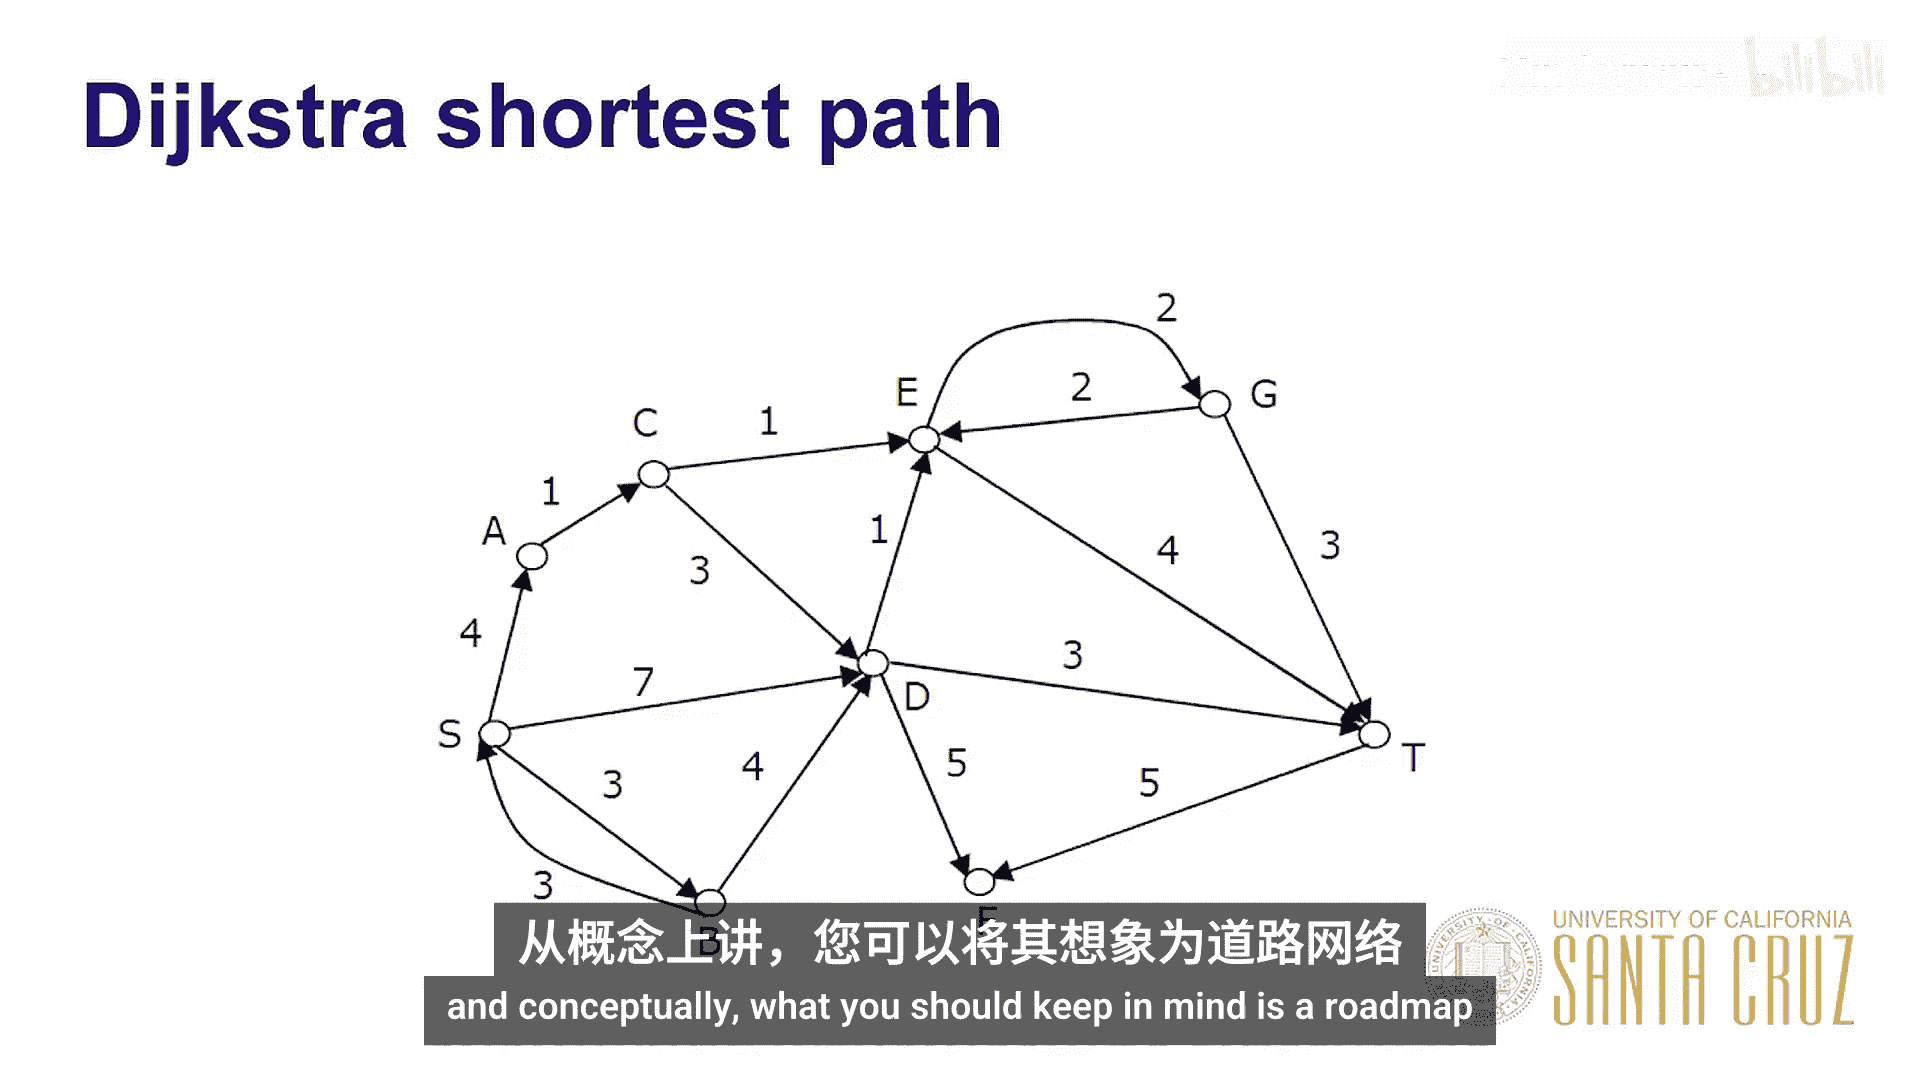 Dijkstra shortest path
bilibili
2
E
2
G
C
1
1
A
3
1
4
3
4
7
3
D
S
3
4
5
5
T
3
B
F
从概念上讲，您可以将其想象为道路网络
and conceptually, what you should keep in mind is a roadmap
UNIVERSITY OF CALIFORNIA
SANTA CRUZ